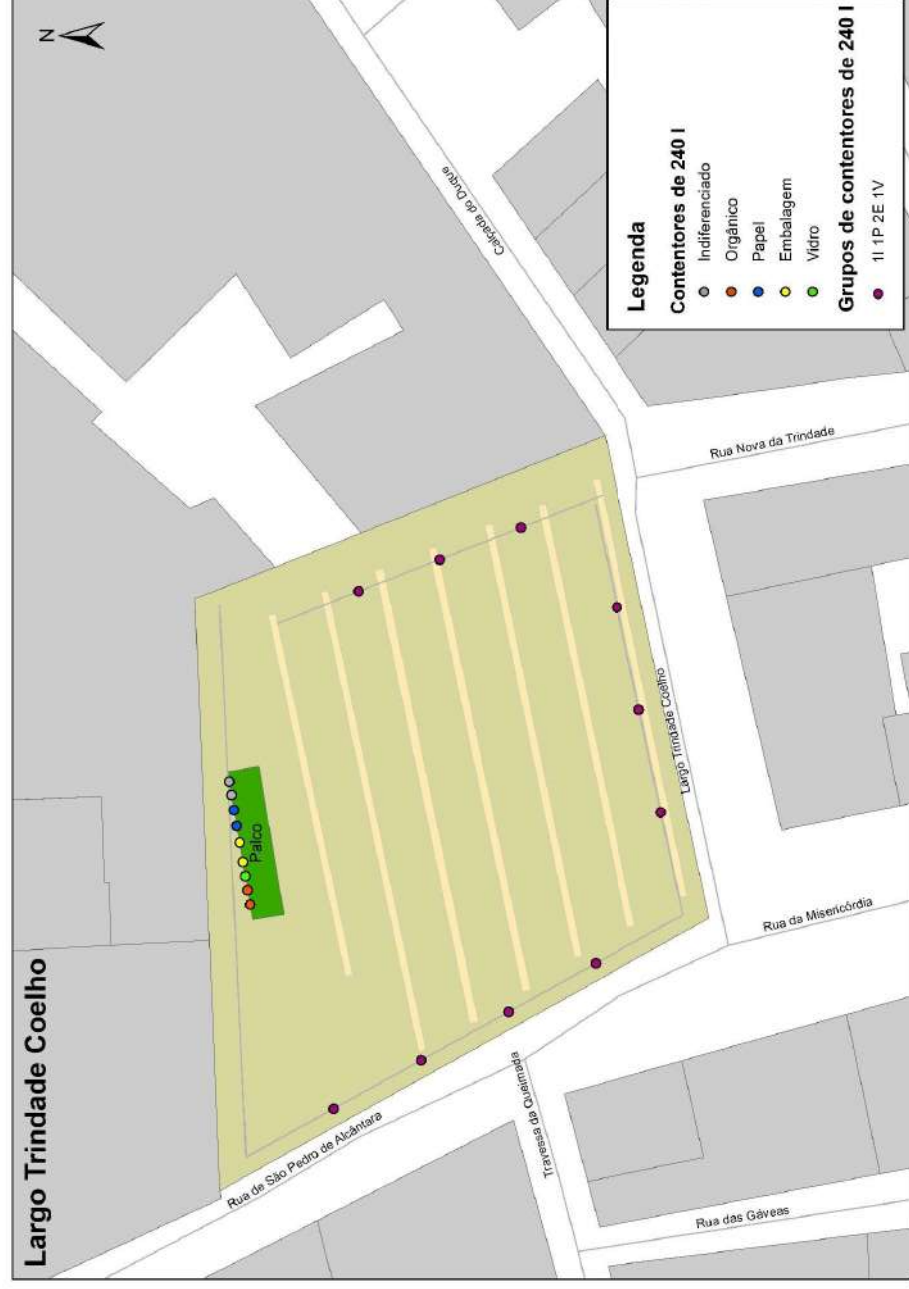 Largo Trindade Coelho
N
Palco
Calçada do Duque
Rua Nova da Trindade
Largo Trindade Coelho
Rua da Misericórdia
Rua de São Pedro de Alcântara
Travessa da Queimada
Rua das Gáveas
Legenda
Contentores de 240 l
Indiferenciado
Orgânico
Papel
Embalagem
Vidro
Grupos de contentores de 240 l
1I 1P 2E 1V